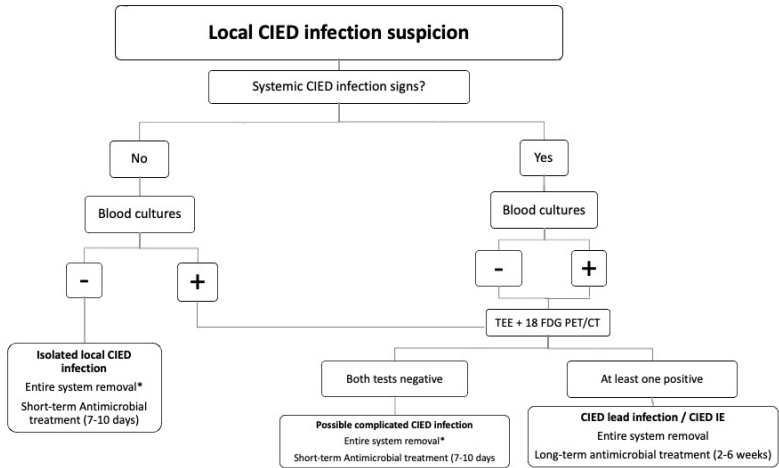 Local CIED infection suspicion
Systemic CIED infection signs?
No
Yes
Blood cultures
Blood cultures
-
+
-
+
TEE + 18 FDG PET/CT
Isolated local CIED
infection
Entire system removal*
Short-term Antimicrobial
treatment (7-10 days)
Both tests negative
At least one positive
Possible complicated CIED infection
Entire system removal*
Short-term Antimicrobial treatment (7-10 days
CIED lead infection / CIED IE
Entire system removal
Long-term antimicrobial treatment (2-6 weeks)